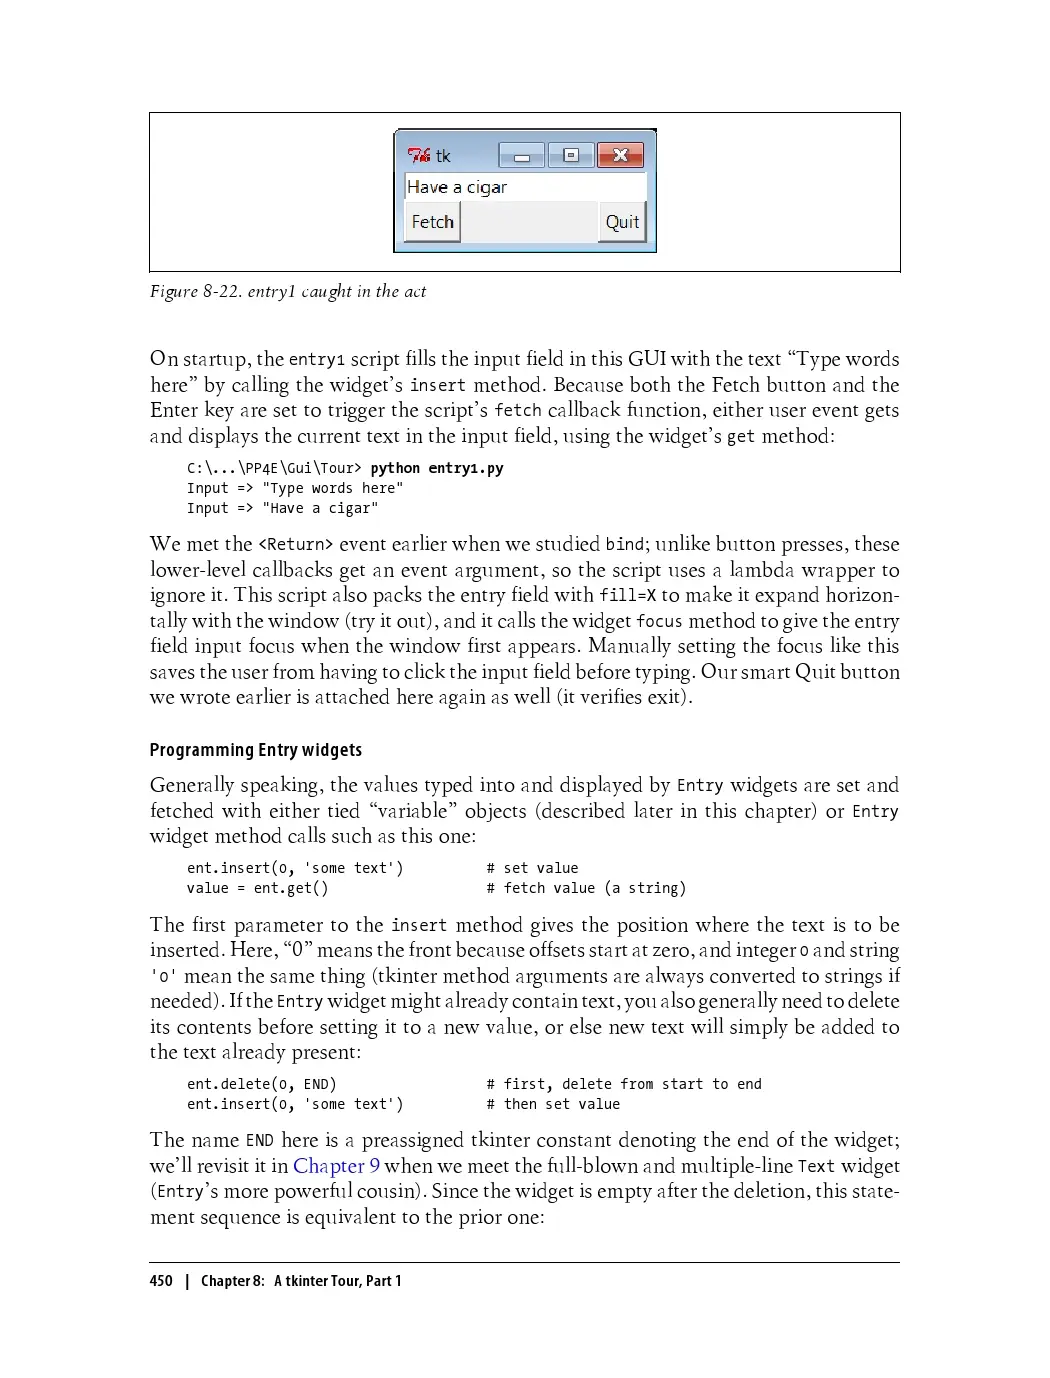 tk
Have a cigar
Fetch Quit
Figure 8-22. entry1 caught in the act
On startup, the entry1 script fills the input field in this GUI with the text “Type words
here” by calling the widget’s insert method. Because both the Fetch button and the
Enter key are set to trigger the script’s fetch callback function, either user event gets
and displays the current text in the input field, using the widget’s get method:
C:\...\PP4E\Gui\Tour> python entry1.py
Input => "Type words here"
Input => "Have a cigar"
We met the <Return> event earlier when we studied bind; unlike button presses, these
lower-level callbacks get an event argument, so the script uses a lambda wrapper to
ignore it. This script also packs the entry field with fill=X to make it expand horizon-
tally with the window (try it out), and it calls the widget focus method to give the entry
field input focus when the window first appears. Manually setting the focus like this
saves the user from having to click the input field before typing. Our smart Quit button
we wrote earlier is attached here again as well (it verifies exit).
Programming Entry widgets
Generally speaking, the values typed into and displayed by Entry widgets are set and
fetched with either tied “variable” objects (described later in this chapter) or Entry
widget method calls such as this one:
ent.insert(0, 'some text') # set value
value = ent.get() # fetch value (a string)
The first parameter to the insert method gives the position where the text is to be
inserted. Here, “0” means the front because offsets start at zero, and integer 0 and string
'0' mean the same thing (tkinter method arguments are always converted to strings if
needed). If the Entry widget might already contain text, you also generally need to delete
its contents before setting it to a new value, or else new text will simply be added to
the text already present:
ent.delete(0, END) # first, delete from start to end
ent.insert(0, 'some text') # then set value
The name END here is a preassigned tkinter constant denoting the end of the widget;
we’ll revisit it in Chapter 9 when we meet the full-blown and multiple-line Text widget
(Entry’s more powerful cousin). Since the widget is empty after the deletion, this state-
ment sequence is equivalent to the prior one:
450 | Chapter 8: A tkinter Tour, Part 1